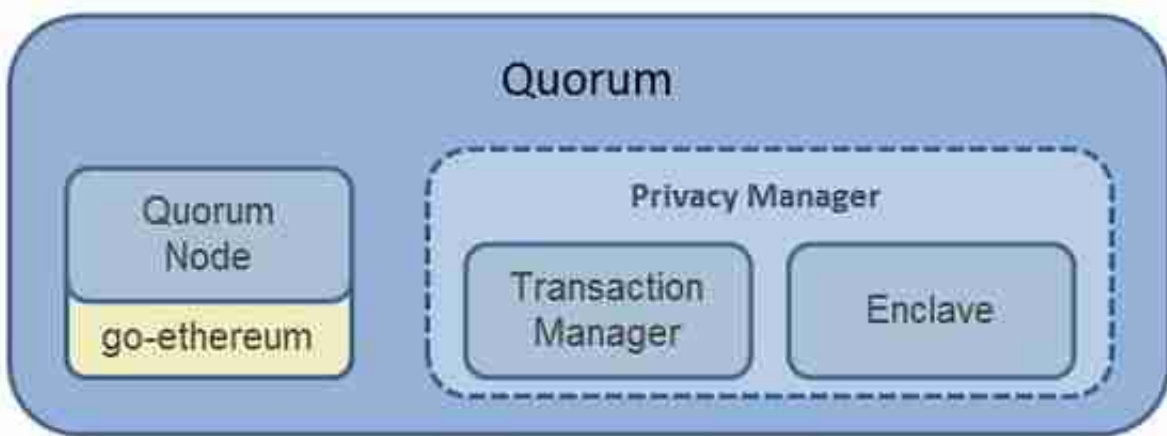 Quorum
Quorum
Node
go-ethereum
Privacy Manager
Transaction
Manager
Enclave